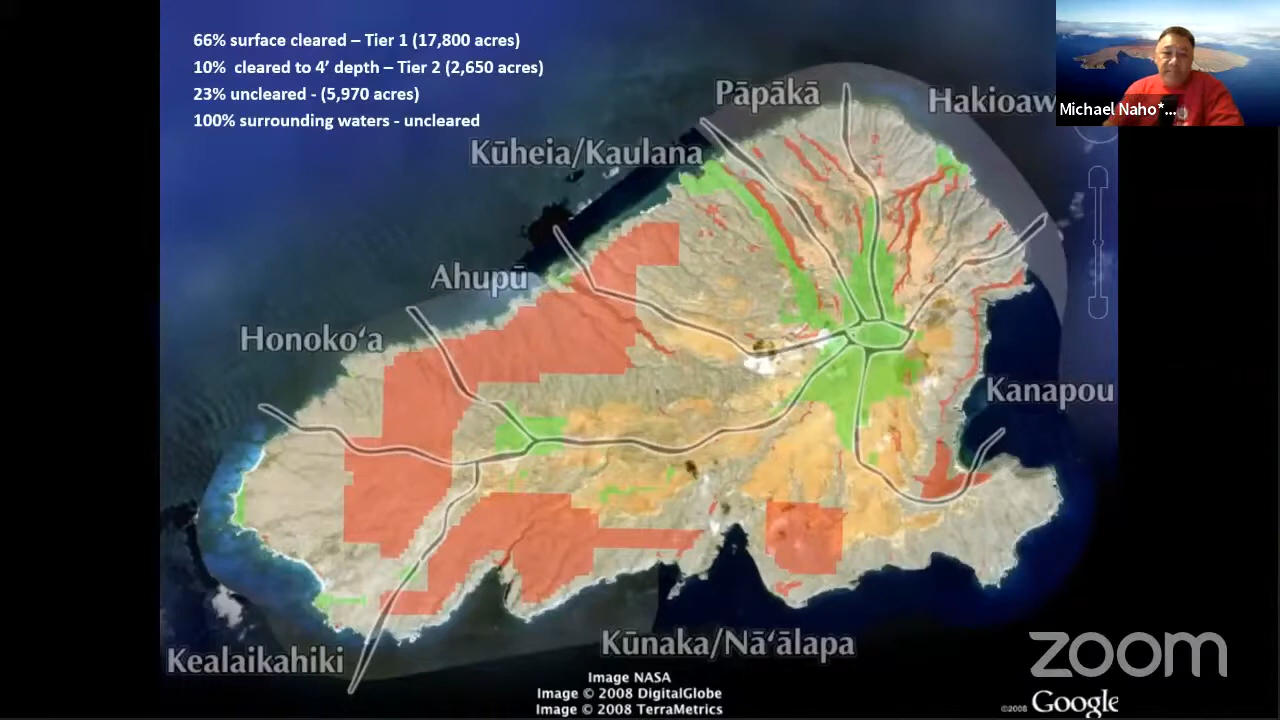 66% surface cleared – Tier 1 (17,800 acres)
10% cleared to 4’ depth – Tier 2 (2,650 acres)
23% uncleared - (5,970 acres)
100% surrounding waters - uncleared
Michael Naho*...
Pāpākā
Hakioaw
Kūheia/Kaulana
Ahupū
Honokoʻa
Kanapou
Kealaikahiki
Kūnaka/Nāʻālapa
zoom
Image NASA
Image © 2008 DigitalGlobe
Image © 2008 TerraMetrics
©2008 Google